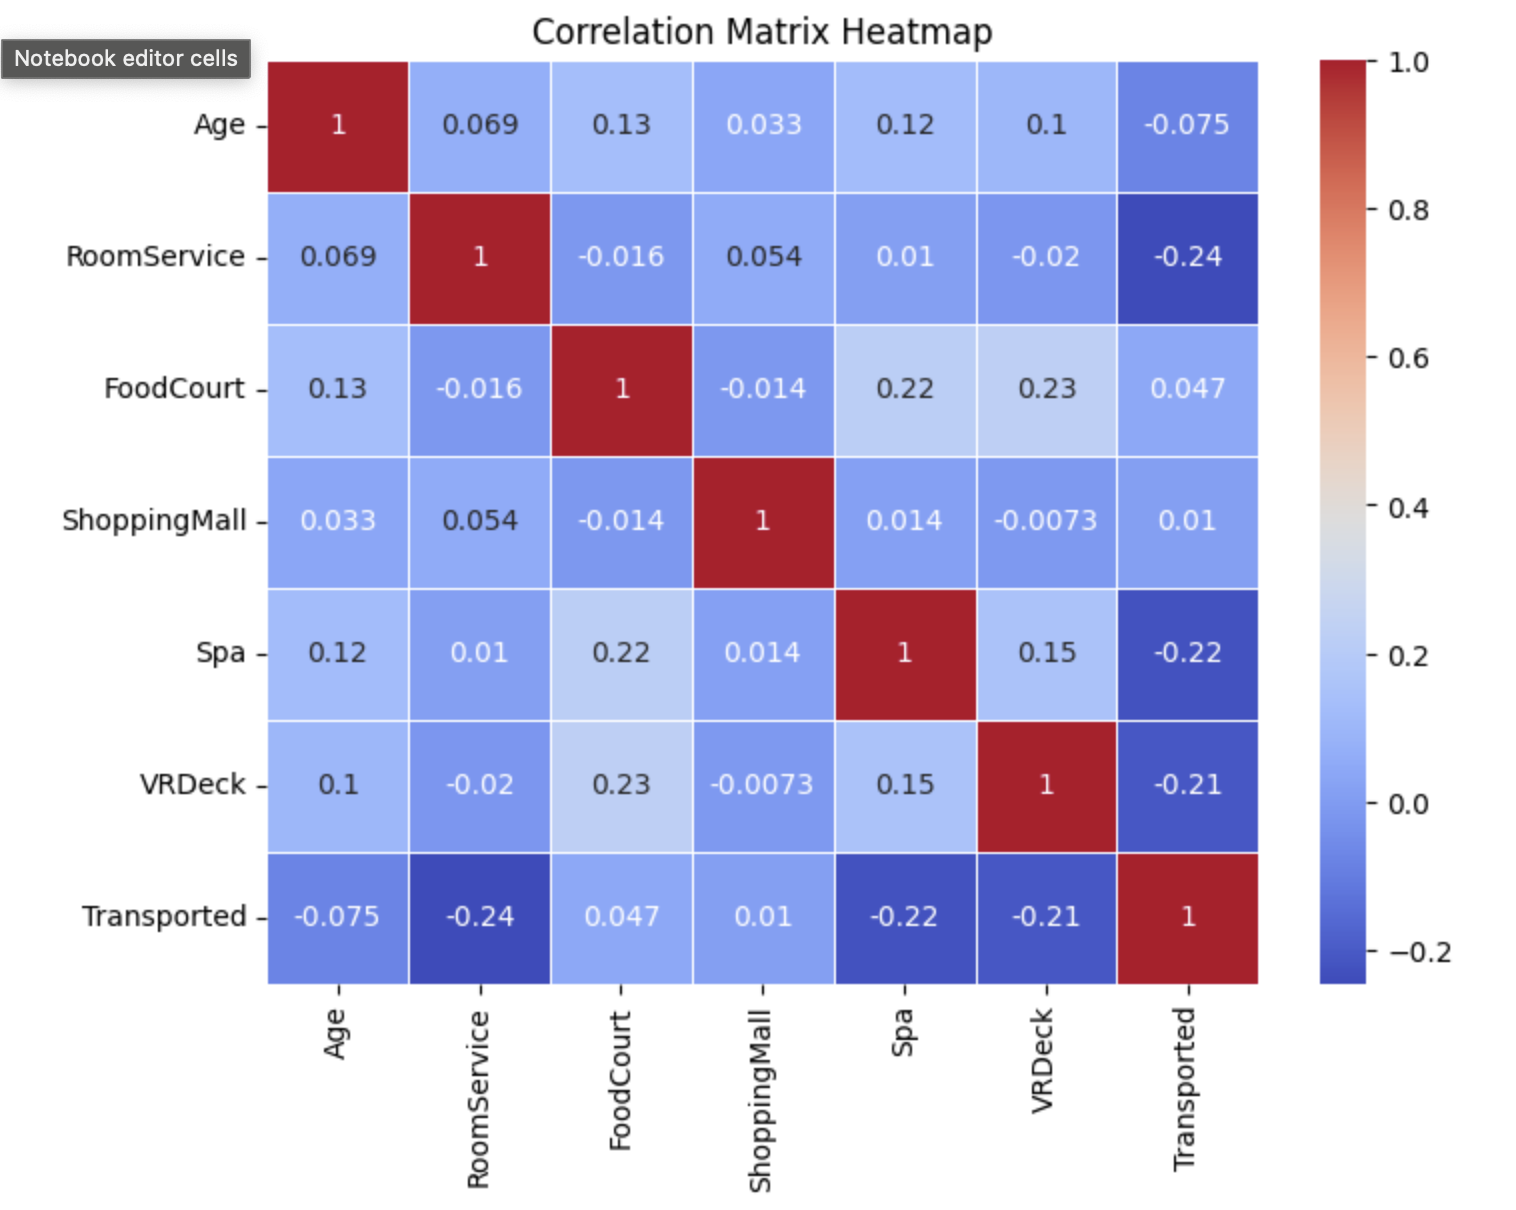 Correlation Matrix Heatmap
Notebook editor cells
Age 1 0.069 0.13 0.033 0.12 0.1 -0.075
RoomService 0.069 1 -0.016 0.054 0.01 -0.02 -0.24
FoodCourt 0.13 -0.016 1 -0.014 0.22 0.23 0.047
ShoppingMall 0.033 0.054 -0.014 1 0.014 -0.0073 0.01
Spa 0.12 0.01 0.22 0.014 1 0.15 -0.22
VRDeck 0.1 -0.02 0.23 -0.0073 0.15 1 -0.21
Transported -0.075 -0.24 0.047 0.01 -0.22 -0.21 1
Age RoomService FoodCourt ShoppingMall Spa VRDeck Transported
1.0
0.8
0.6
0.4
0.2
0.0
−0.2